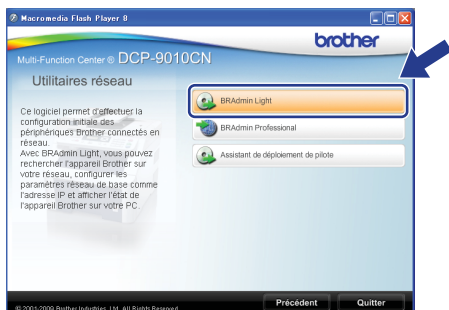 Macromedia Flash Player 8
brother
Multi-Function Center ® DCP-9010CN
Utilitaires réseau
Ce logiciel permet d'effectuer la
configuration initiale des
périphériques Brother connectés en
réseau.
Avec BRAdmin Light, vous pouvez
rechercher l'appareil Brother sur
votre réseau, configurer les
paramètres réseau de base comme
l'adresse IP et afficher l'état de
l'appareil Brother sur votre PC.
BRAdmin Light
BRAdmin Professional
Assistant de déploiement de pilote
© 2001-2009 Brother Industries, Ltd. All Rights Reserved.
Précédent
Quitter